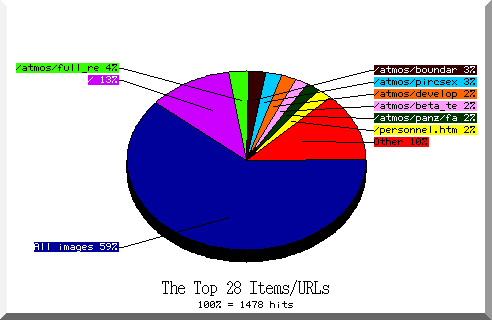 /atmos/full_re 4%
/ 13%
All images 59%
/atmos/boundar 3%
/atmos/pircsex 3%
/atmos/develop 2%
/atmos/beta_te 2%
/atmos/panz/fa 2%
/personnel.htm 2%
Other 10%
The Top 28 Items/URLs
100% = 1478 hits